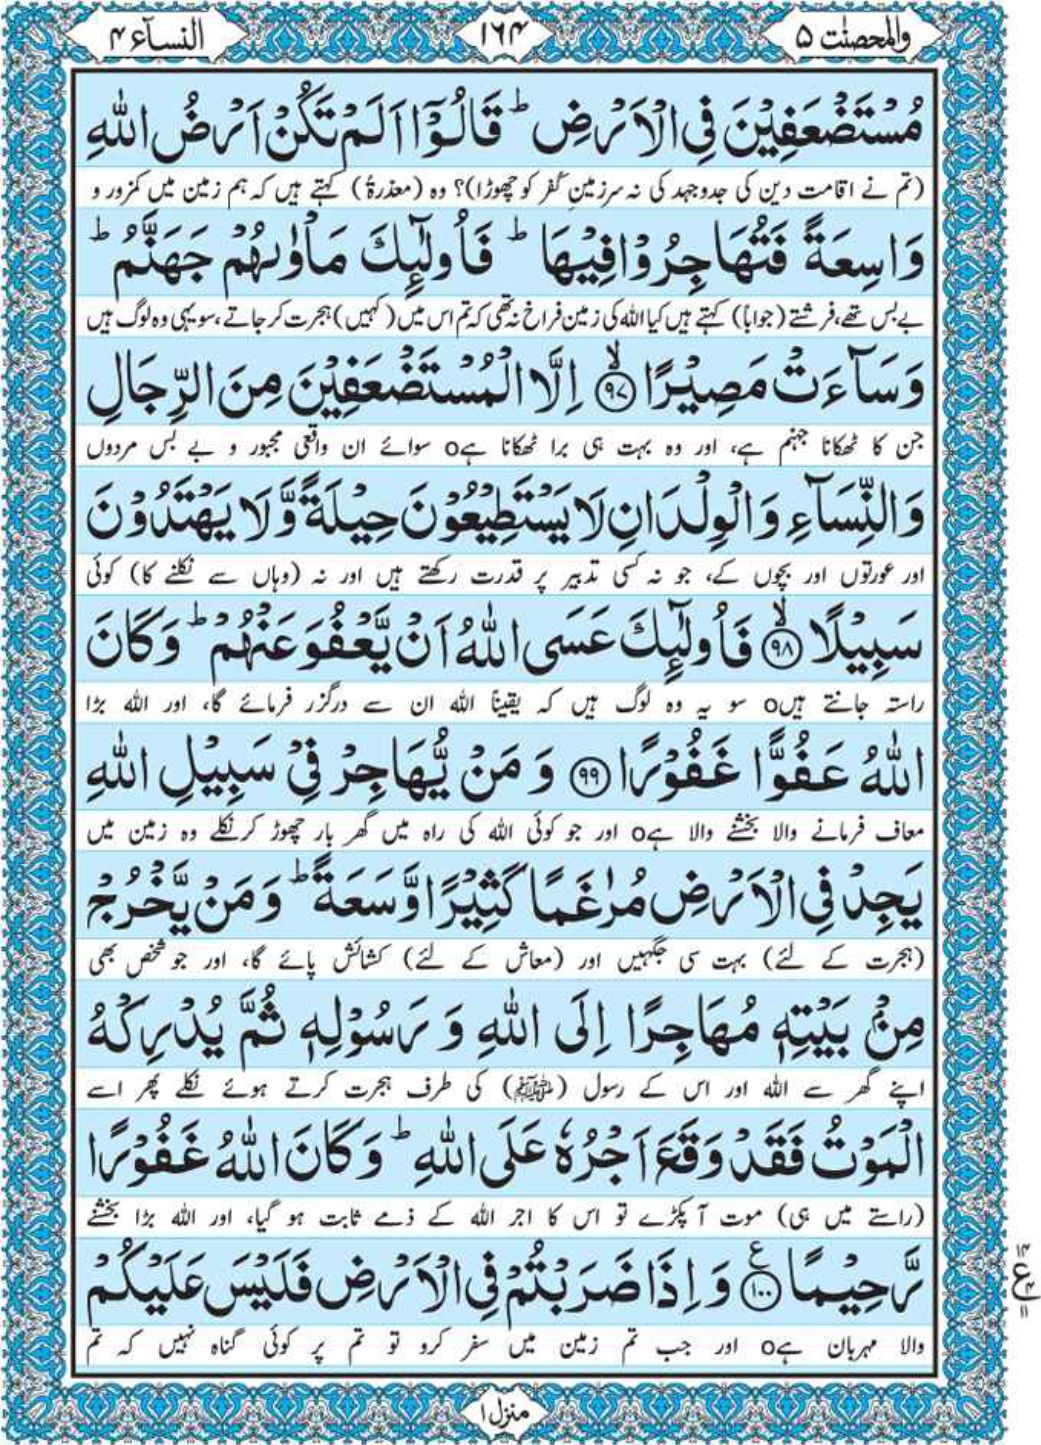 والمحصنٰت ۵
۱۶۴
النسآء ۴
مُسْتَضْعَفِیْنَ فِی الْاَرْضِ ؕ قَالُوْۤا اَلَمْ تَكُنْ اَرْضُ اللّٰهِ
(تم نے اقامت دین کی جدوجہد کی نہ سرزمینِ کُفر کو چھوڑا)؟ وہ (معذرۃً) کہتے ہیں کہ ہم زمین میں کمزور و
وَاسِعَةً فَتُهَاجِرُوْا فِیْهَا ؕ فَاُولٰٓىِٕكَ مَاْوٰىهُمْ جَهَنَّمُ ؕ
بے بس تھے، فرشتے (جواباً) کہتے ہیں کیا اللہ کی زمین فراخ نہ تھی کہ تم اس میں (کہیں) ہجرت کر جاتے، سو یہی وہ لوگ ہیں
وَسَآءَتْ مَصِیْرًا ۙ﴿۹۷﴾ اِلَّا الْمُسْتَضْعَفِیْنَ مِنَ الرِّجَالِ
جن کا ٹھکانا جہنم ہے، اور وہ بہت ہی برا ٹھکانا ہےo سوائے ان واقعی مجبور و بے بس مردوں
وَالنِّسَآءِ وَالْوِلْدَانِ لَا یَسْتَطِیْعُوْنَ حِیْلَةً وَّلَا یَهْتَدُوْنَ
اور عورتوں اور بچوں کے، جو نہ کسی تدبیر پر قدرت رکھتے ہیں اور نہ (وہاں سے نکلنے کا) کوئی
سَبِیْلًا ۙ﴿۹۸﴾ فَاُولٰٓىِٕكَ عَسَی اللّٰهُ اَنْ یَّعْفُوَ عَنْهُمْ ؕ وَكَانَ
راستہ جانتے ہیںo سو یہ وہ لوگ ہیں کہ یقیناً اللہ ان سے درگزر فرمائے گا، اور اللہ بڑا
اللّٰهُ عَفُوًّا غَفُوْرًا ﴿۹۹﴾ وَ مَنْ یُّهَاجِرْ فِیْ سَبِیْلِ اللّٰهِ
معاف فرمانے والا بخشنے والا ہےo اور جو کوئی اللہ کی راہ میں گھر بار چھوڑ کر نکلے وہ زمین میں
یَجِدْ فِی الْاَرْضِ مُرٰغَمًا كَثِیْرًا وَّسَعَةً ؕ وَمَنْ یَّخْرُجْ
(ہجرت کے لئے) بہت سی جگہیں اور (معاش کے لئے) کشائش پائے گا، اور جو شخص بھی
مِنْۢ بَیْتِهٖ مُهَاجِرًا اِلَی اللّٰهِ وَ رَسُوْلِهٖ ثُمَّ یُدْرِكْهُ
اپنے گھر سے اللہ اور اس کے رسول (ﷺ) کی طرف ہجرت کرتے ہوئے نکلے پھر اسے
الْمَوْتُ فَقَدْ وَقَعَ اَجْرُهٗ عَلَی اللّٰهِ ؕ وَكَانَ اللّٰهُ غَفُوْرًا
(راستے میں ہی) موت آ پکڑے تو اس کا اجر اللہ کے ذمے ثابت ہو گیا، اور اللہ بڑا بخشنے
رَّحِیْمًا ﴿۱۰۰﴾ۧ وَ اِذَا ضَرَبْتُمْ فِی الْاَرْضِ فَلَیْسَ عَلَیْكُمْ
والا مہربان ہےo اور جب تم زمین میں سفر کرو تو تم پر کوئی گناہ نہیں کہ تم
۱۴
ع ۴
۱۱
منزل ۱